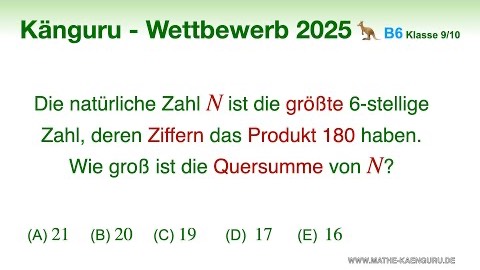 Känguru - Wettbewerb 2025 B6 Klasse 9/10
Die natürliche Zahl N ist die größte 6-stellige
Zahl, deren Ziffern das Produkt 180 haben.
Wie groß ist die Quersumme von N?
(A) 21 (B) 20 (C) 19 (D) 17 (E) 16
WWW.MATHE-KAENGURU.DE